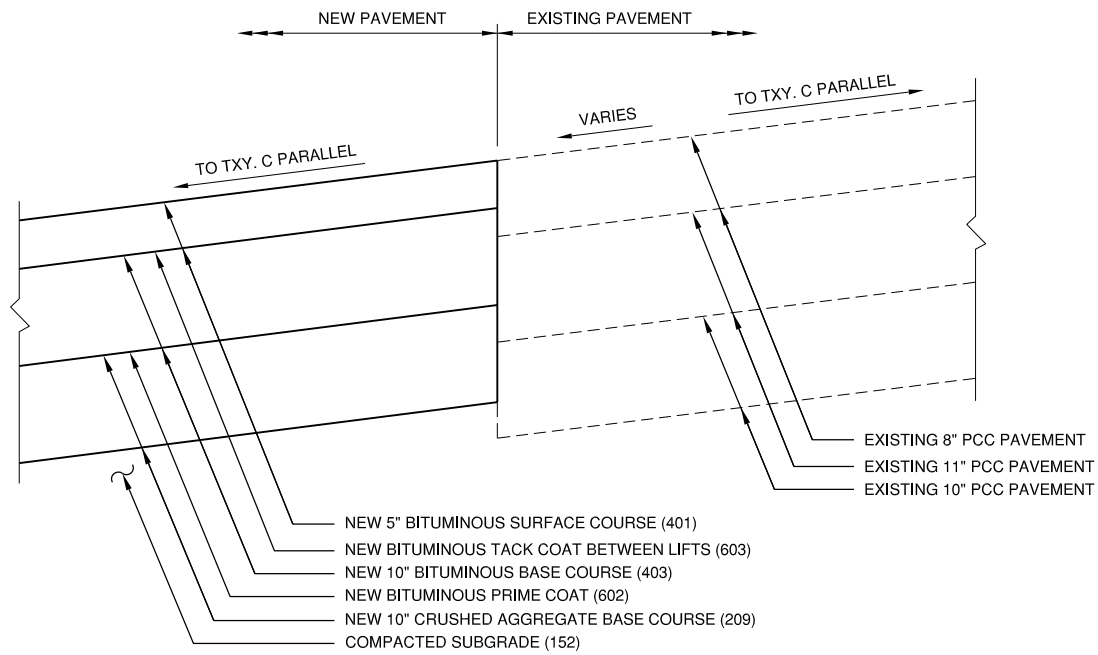 NEW PAVEMENT
EXISTING PAVEMENT
TO TXY. C PARALLEL
VARIES
TO TXY. C PARALLEL
EXISTING 8" PCC PAVEMENT
EXISTING 11" PCC PAVEMENT
EXISTING 10" PCC PAVEMENT
NEW 5" BITUMINOUS SURFACE COURSE (401)
NEW BITUMINOUS TACK COAT BETWEEN LIFTS (603)
NEW 10" BITUMINOUS BASE COURSE (403)
NEW BITUMINOUS PRIME COAT (602)
NEW 10" CRUSHED AGGREGATE BASE COURSE (209)
COMPACTED SUBGRADE (152)